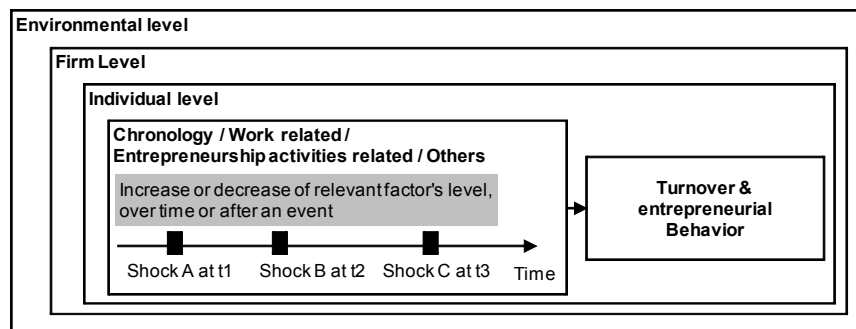 Environmental level
Firm Level
Individual level
Chronology / Work related /
Entrepreneurship activities related / Others
Increase or decrease of relevant factor's level,
over time or after an event
Shock A at t1
Shock B at t2
Shock C at t3
Time
Turnover &
entrepreneurial
Behavior